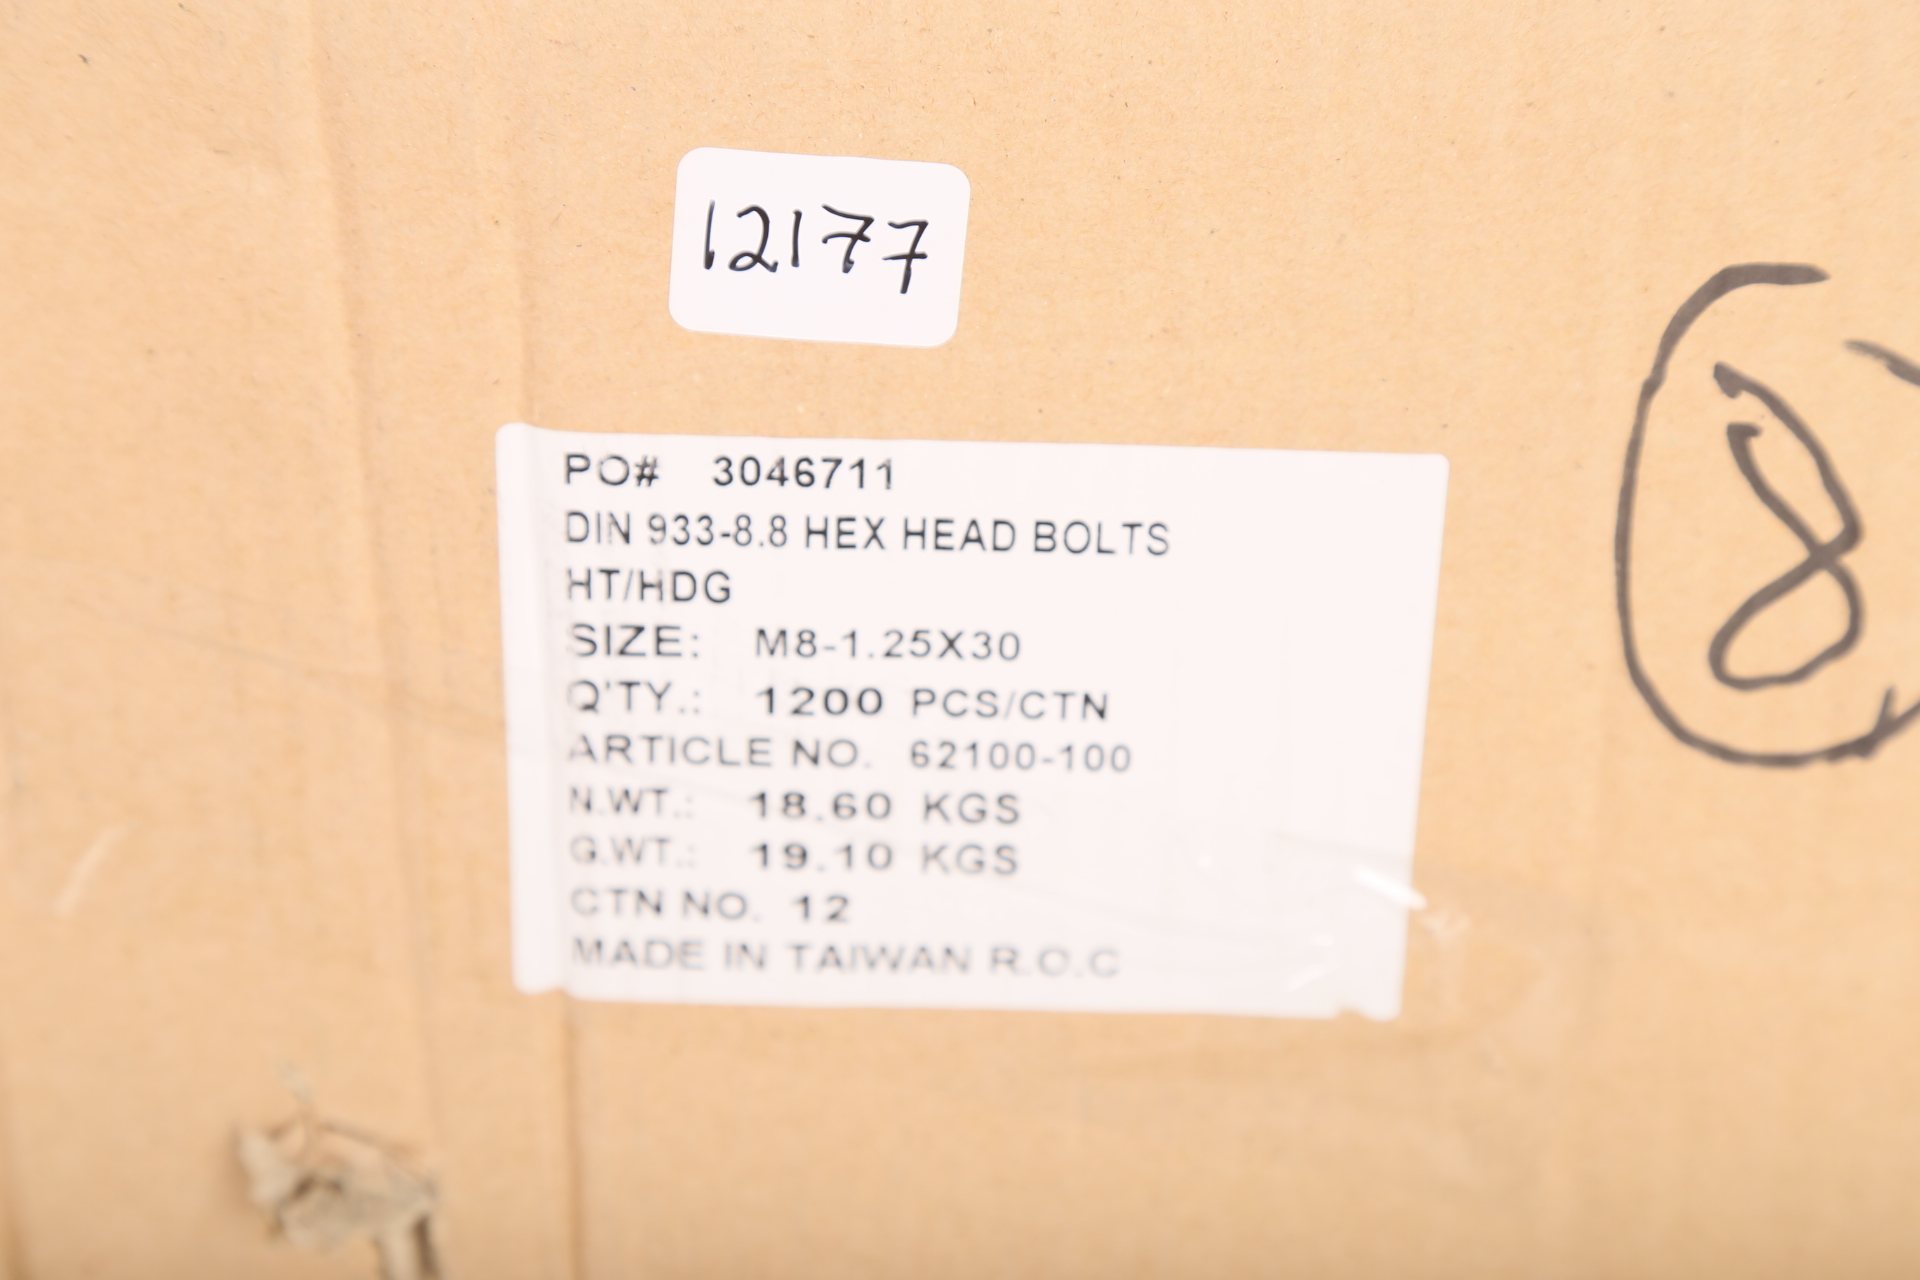 12177
8
PO# 3046711
DIN 933-8.8 HEX HEAD BOLTS
HT/HDG
SIZE: M8-1.25X30
Q'TY.: 1200 PCS/CTN
ARTICLE NO. 62100-100
N.WT.: 18.60 KGS
G.WT.: 19.10 KGS
CTN NO. 12
MADE IN TAIWAN R.O.C